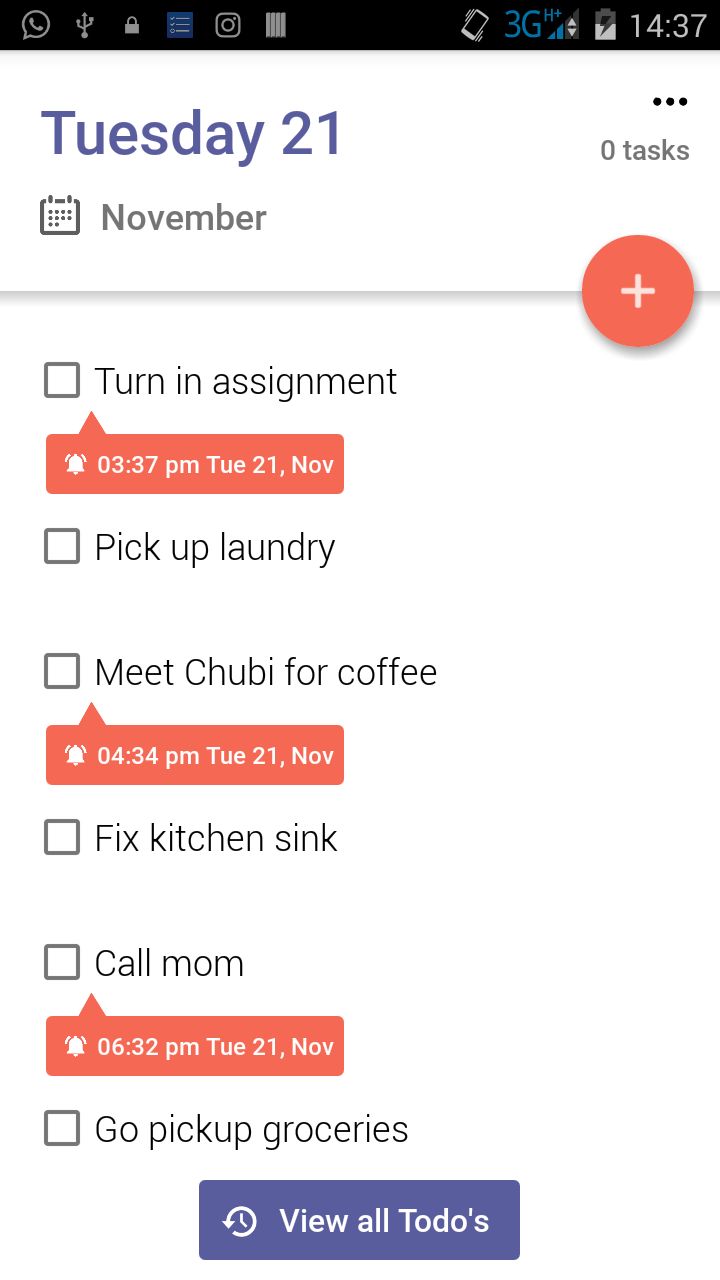 3G H+ 14:37
Tuesday 21
0 tasks
November
Turn in assignment
03:37 pm Tue 21, Nov
Pick up laundry
Meet Chubi for coffee
04:34 pm Tue 21, Nov
Fix kitchen sink
Call mom
06:32 pm Tue 21, Nov
Go pickup groceries
View all Todo's